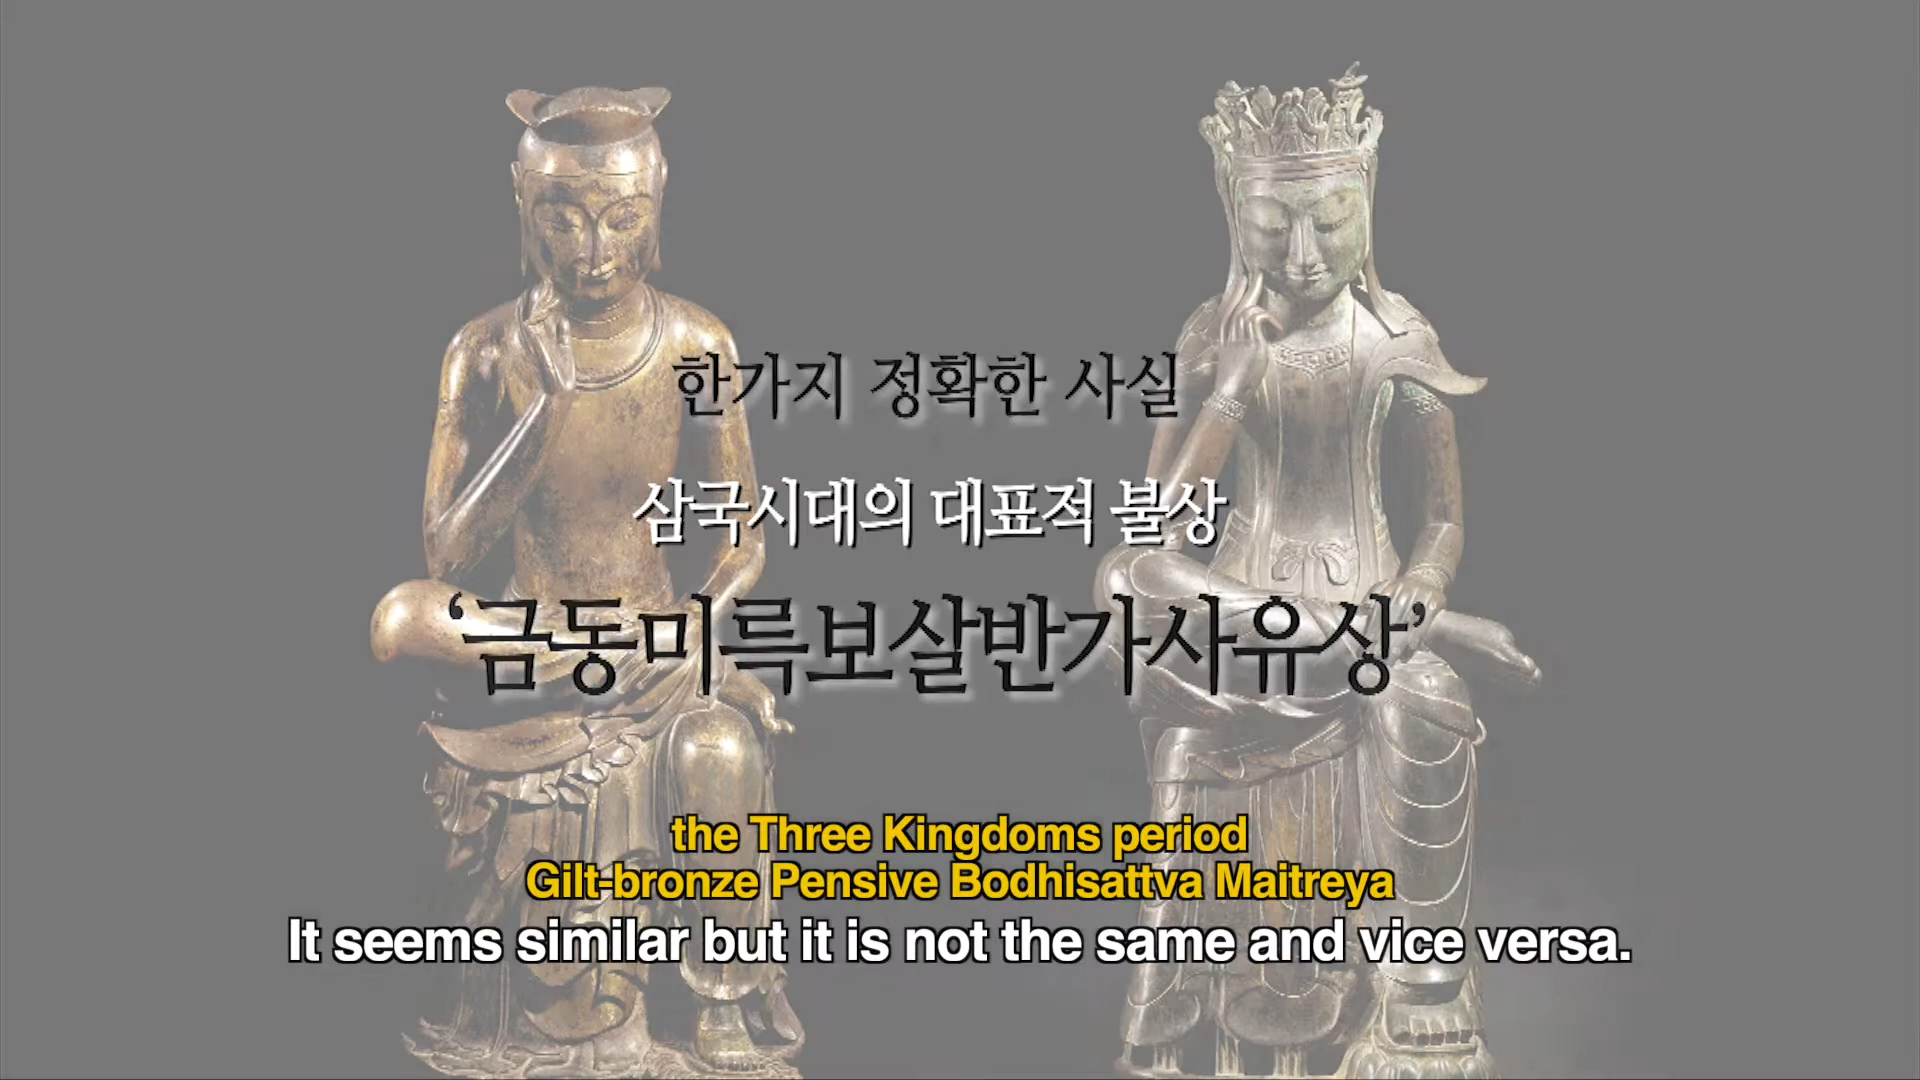 한가지 정확한 사실
삼국시대의 대표적 불상
‘금동미륵보살반가사유상’
the Three Kingdoms period
Gilt-bronze Pensive Bodhisattva Maitreya
It seems similar but it is not the same and vice versa.